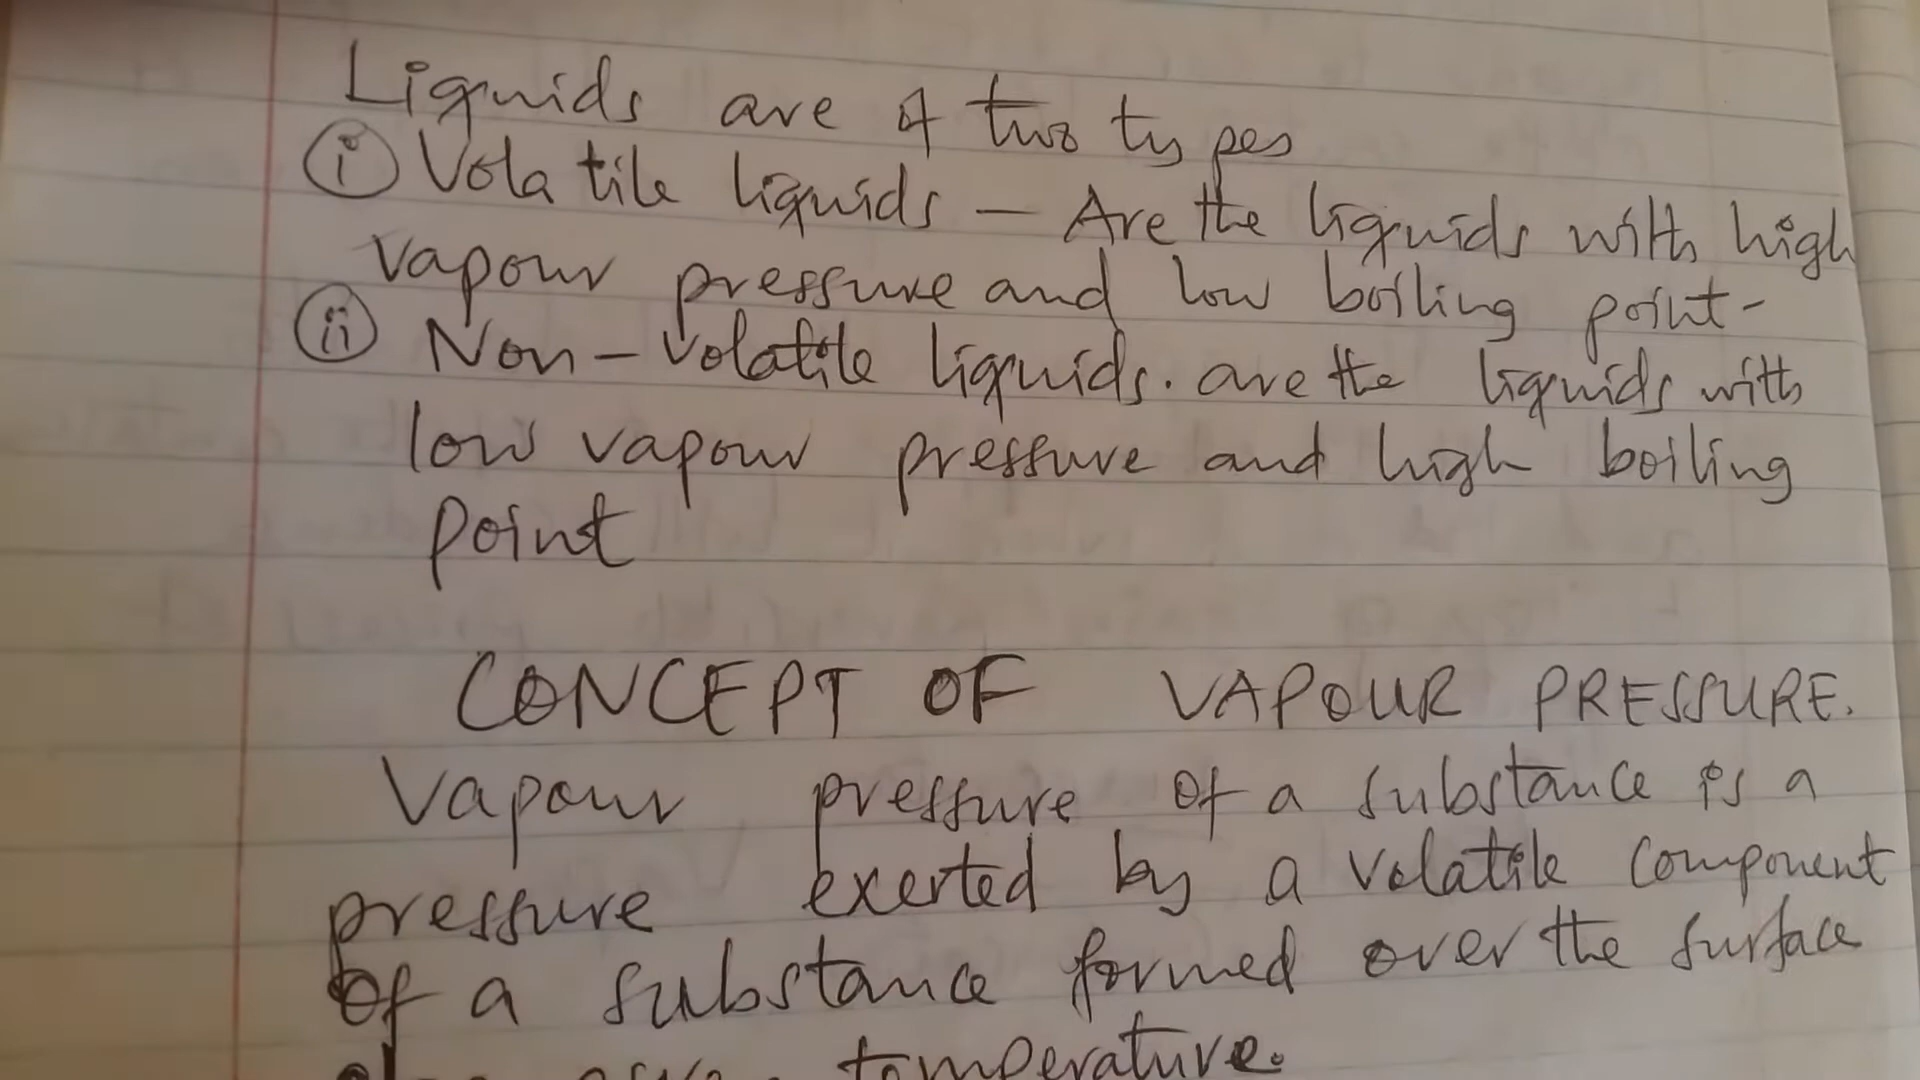 Liquids are of two types
(i) Volatile liquids - Are the liquids with high
vapour pressure and low boiling point-
(ii) Non-volatile liquids. are the liquids with
low vapour pressure and high boiling
point
CONCEPT OF VAPOUR PRESSURE.
Vapour pressure of a substance is a
pressure exerted by a volatile component
of a substance formed over the surface
temperature.